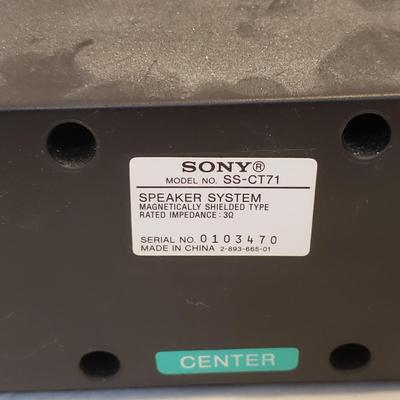 SONY®
MODEL NO. SS-CT71
SPEAKER SYSTEM
MAGNETICALLY SHIELDED TYPE
RATED IMPEDANCE: 3Ω
SERIAL NO. 0103470
MADE IN CHINA 2-893-665-01
CENTER